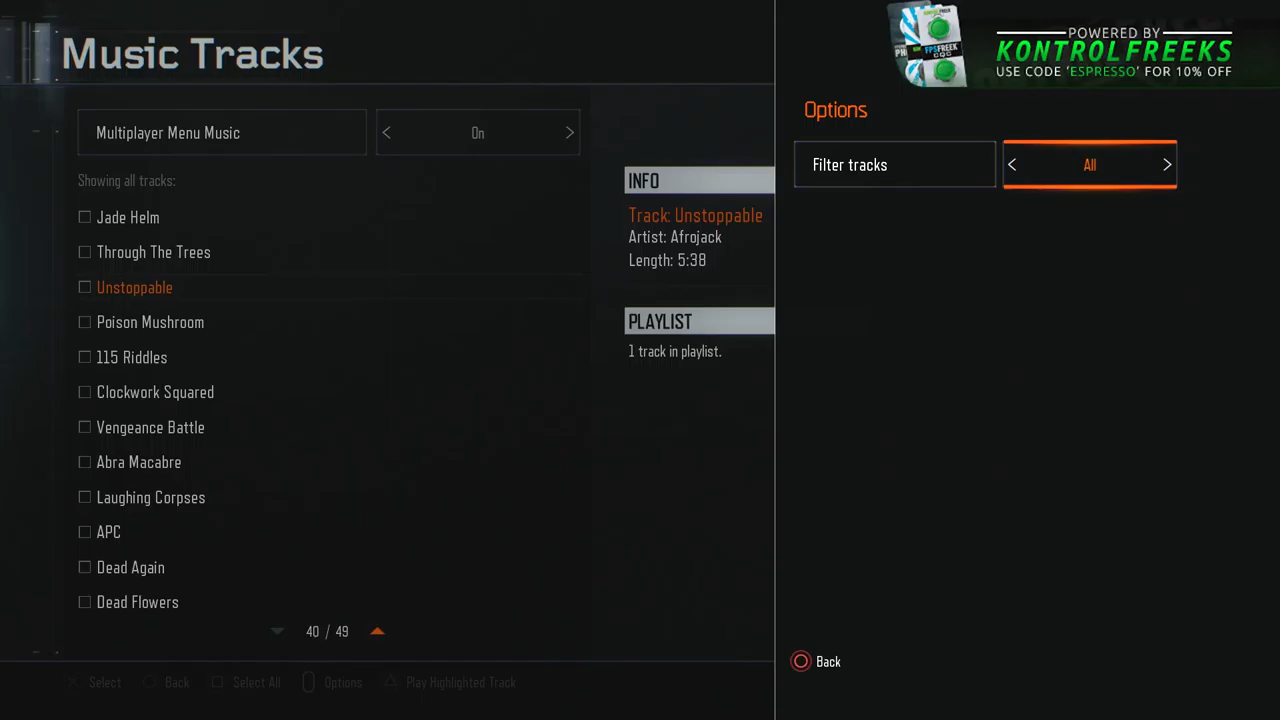 Music Tracks
Multiplayer Menu Music
On
Showing all tracks:
Jade Helm
Through The Trees
Unstoppable
Poison Mushroom
115 Riddles
Clockwork Squared
Vengeance Battle
Abra Macabre
Laughing Corpses
APC
Dead Again
Dead Flowers
40 / 49
Select
Back
Select All
Options
Play Highlighted Track
INFO
Track: Unstoppable
Artist: Afrojack
Length: 5:38
PLAYLIST
1 track in playlist.
POWERED BY
KONTROLFREEKS
USE CODE 'ESPRESSO' FOR 10% OFF
FPSFREEK
Options
Filter tracks
All
Back